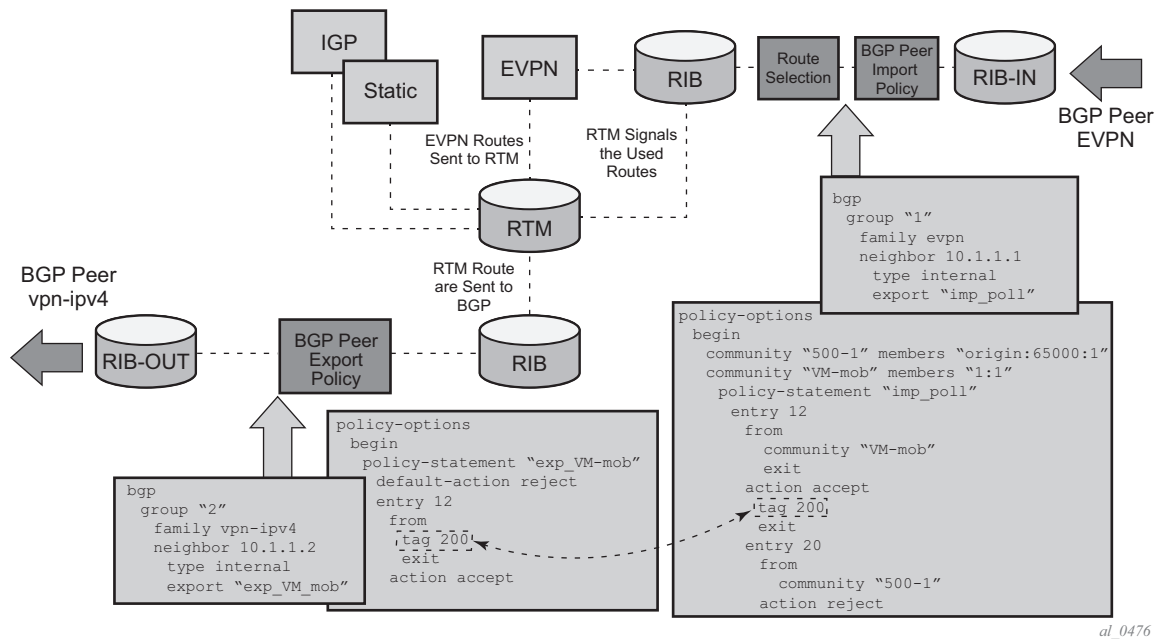 IGP
Static
EVPN
RIB
Route
Selection
BGP Peer
Import
Policy
RIB-IN
BGP Peer
EVPN
EVPN Routes
Sent to RTM
RTM Signals
the Used
Routes
RTM
RTM Route
are Sent to
BGP
BGP Peer
vpn-ipv4
RIB-OUT
BGP Peer
Export
Policy
RIB
bgp
group “1”
family evpn
neighbor 10.1.1.1
type internal
export “imp_poll”
policy-options
begin
community “500-1” members “origin:65000:1”
community “VM-mob” members “1:1”
policy-statement “imp_poll”
entry 12
from
community “VM-mob”
exit
action accept
tag 200
exit
entry 20
from
community “500-1”
action reject
policy-options
begin
policy-statement “exp_VM-mob”
default-action reject
entry 12
from
tag 200
exit
action accept
bgp
group “2”
family vpn-ipv4
neighbor 10.1.1.2
type internal
export “exp_VM_mob”
al_0476